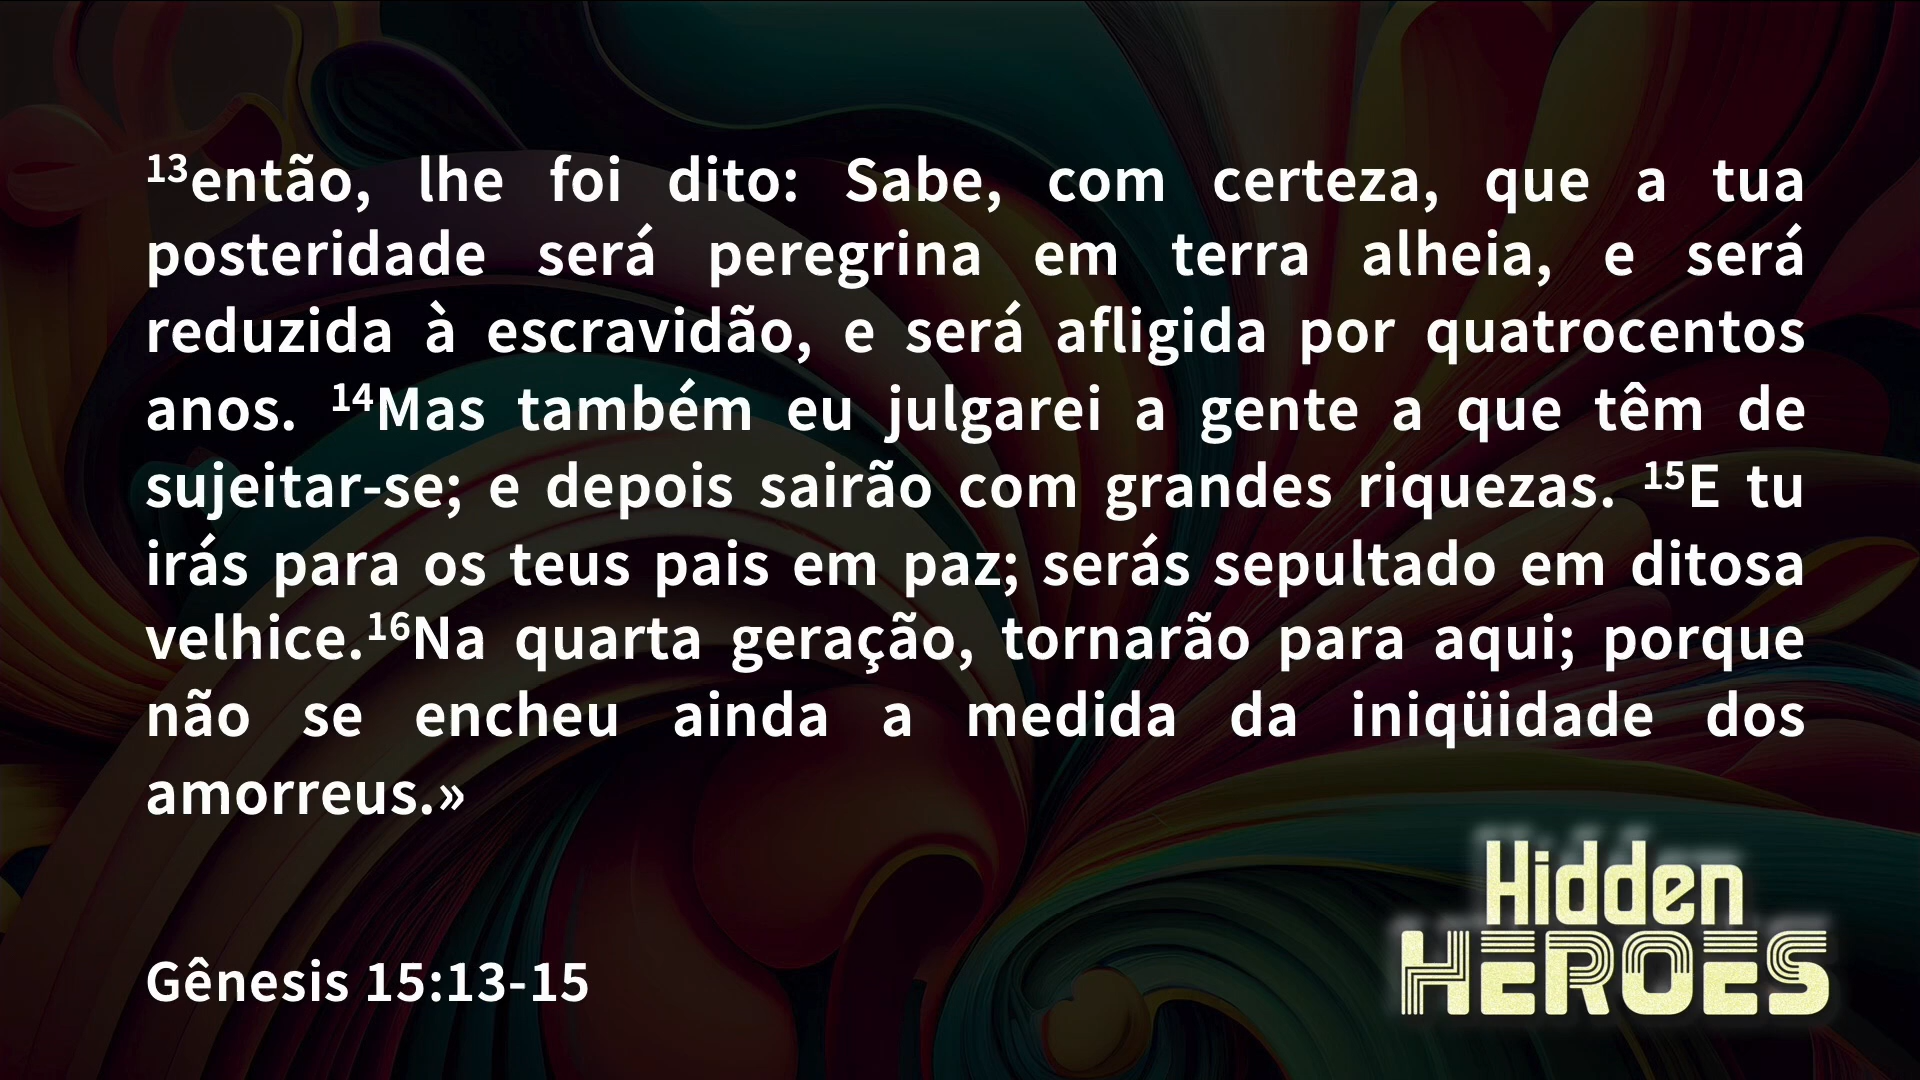 ¹³então, lhe foi dito: Sabe, com certeza, que a tua
posteridade será peregrina em terra alheia, e será
reduzida à escravidão, e será afligida por quatrocentos
anos. ¹⁴Mas também eu julgarei a gente a que têm de
sujeitar-se; e depois sairão com grandes riquezas. ¹⁵E tu
irás para os teus pais em paz; serás sepultado em ditosa
velhice.¹⁶Na quarta geração, tornarão para aqui; porque
não se encheu ainda a medida da iniqüidade dos
amorreus.»
Gênesis 15:13-15
Hidden
HEROES